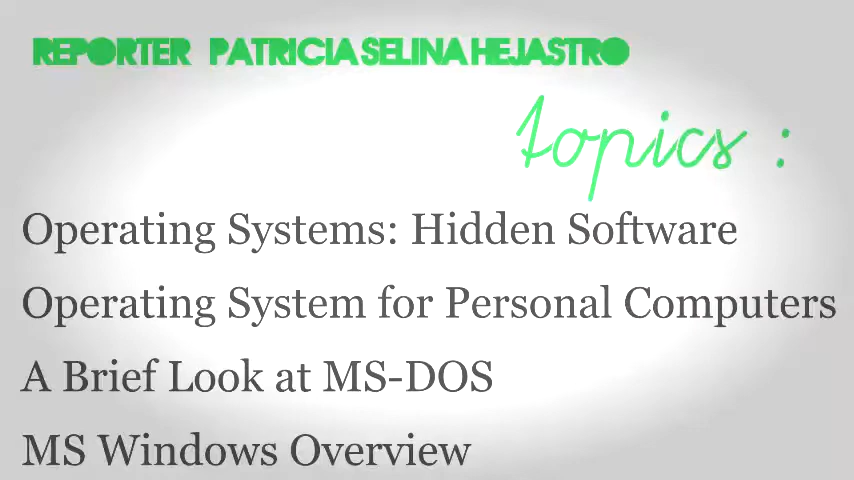 REPORTER PATRICIA SELINA HEJASTRO
topics :
Operating Systems: Hidden Software
Operating System for Personal Computers
A Brief Look at MS-DOS
MS Windows Overview